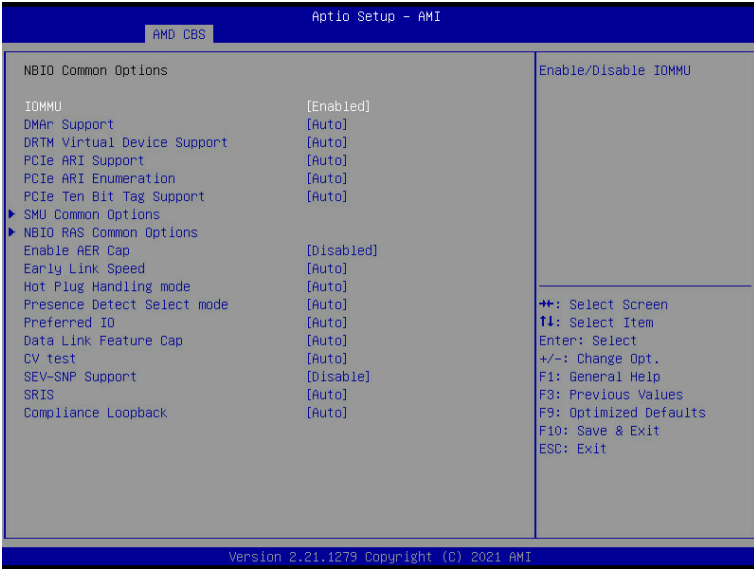 Aptio Setup – AMI
AMD CBS
NBIO Common Options
IOMMU [Enabled]
DMAr Support [Auto]
DRTM Virtual Device Support [Auto]
PCIe ARI Support [Auto]
PCIe ARI Enumeration [Auto]
PCIe Ten Bit Tag Support [Auto]
SMU Common Options
NBIO RAS Common Options
Enable AER Cap [Disabled]
Early Link Speed [Auto]
Hot Plug Handling mode [Auto]
Presence Detect Select mode [Auto]
Preferred IO [Auto]
Data Link Feature Cap [Auto]
CV test [Auto]
SEV-SNP Support [Disable]
SRIS [Auto]
Compliance Loopback [Auto]
Enable/Disable IOMMU
→←: Select Screen
↑↓: Select Item
Enter: Select
+/-: Change Opt.
F1: General Help
F3: Previous Values
F9: Optimized Defaults
F10: Save & Exit
ESC: Exit
Version 2.21.1279 Copyright (C) 2021 AMI